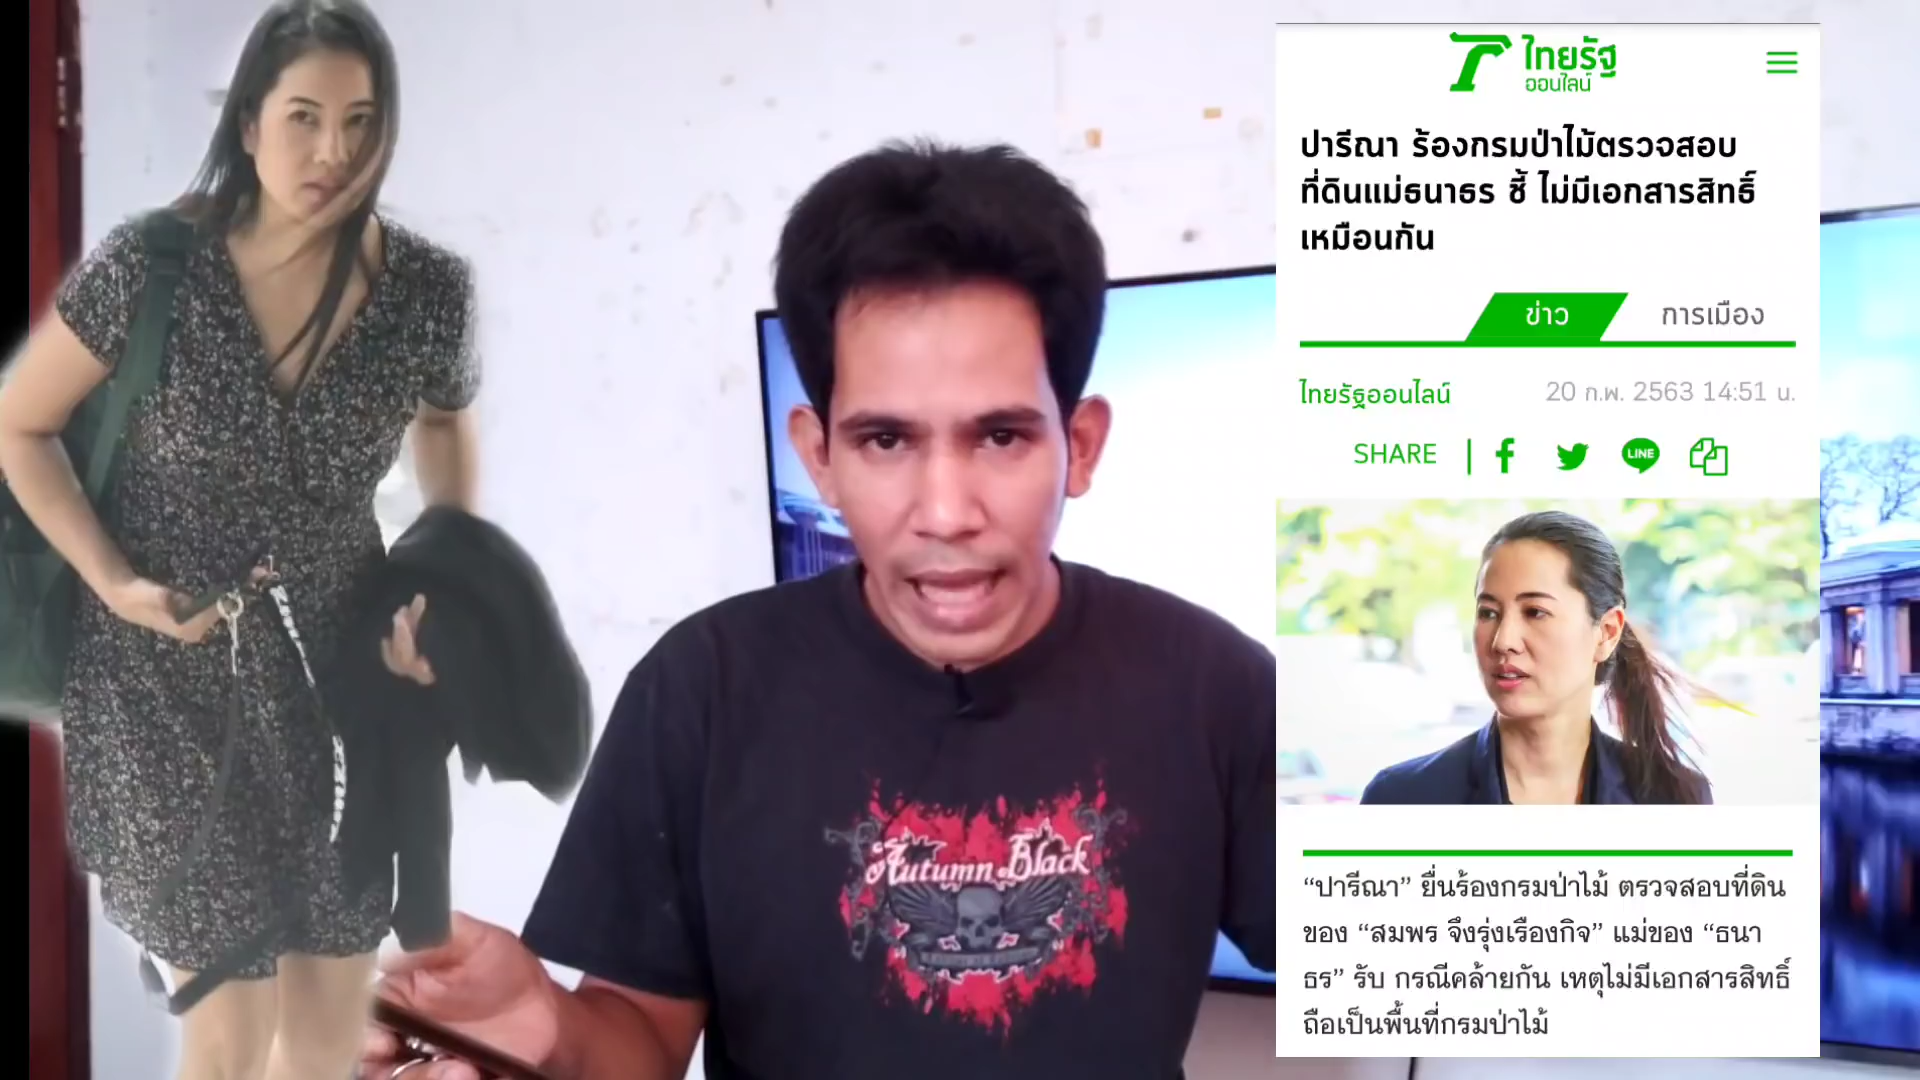 ไทยรัฐ
ออนไลน์
ปารีณา ร้องกรมป่าไม้ตรวจสอบ
ที่ดินแม่ธนาธร ชี้ ไม่มีเอกสารสิทธิ์
เหมือนกัน
ข่าว การเมือง
ไทยรัฐออนไลน์ 20 ก.พ. 2563 14:51 น.
SHARE
LINE
“ปารีณา” ยื่นร้องกรมป่าไม้ ตรวจสอบที่ดิน
ของ “สมพร จึงรุ่งเรืองกิจ” แม่ของ “ธนา
ธร” รับ กรณีคล้ายกัน เหตุไม่มีเอกสารสิทธิ์
ถือเป็นพื้นที่กรมป่าไม้
Autumn Black